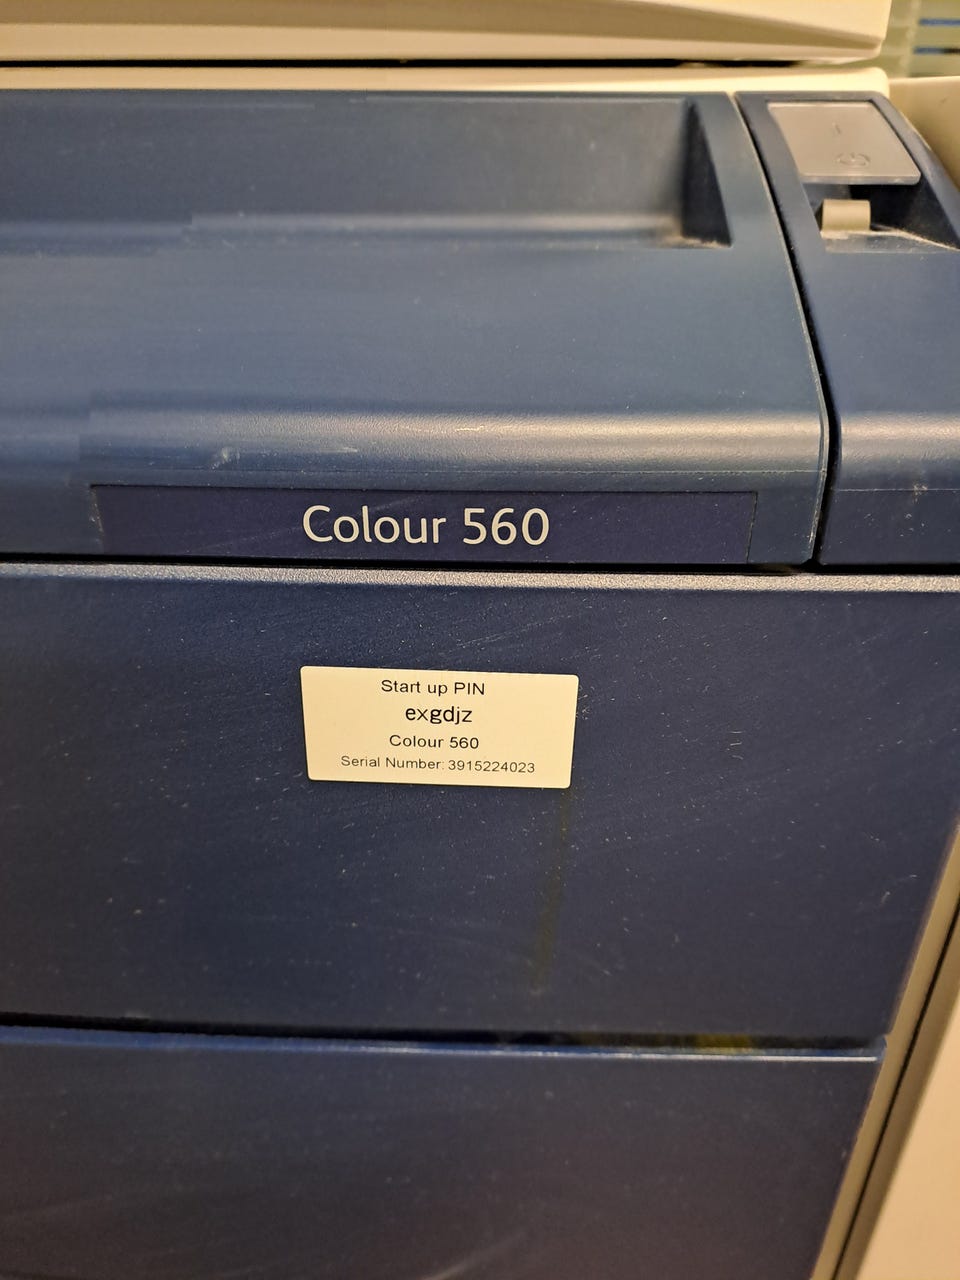 Colour 560
Start up PIN
exgdjz
Colour 560
Serial Number: 3915224023